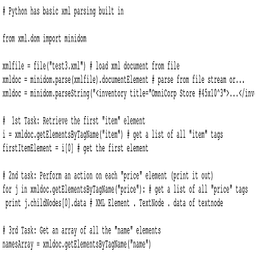 # Python has basic xml parsing built in
from xml.dom import minidom
xmlfile = file("test3.xml") # load xml document from file
xmldoc = minidom.parse(xmlfile).documentElement # parse from file stream or...
xmldoc = minidom.parseString("<inventory title="OmniCorp Store #45x10^3">...</inv
# 1st Task: Retrieve the first "item" element
i = xmldoc.getElementsByTagName("item") # get a list of all "item" tags
firstItemElement = i[0] # get the first element
# 2nd task: Perform an action on each "price" element (print it out)
for j in xmldoc.getElementsByTagName("price"): # get a list of all "price" tags
print j.childNodes[0].data # XML Element . TextNode . data of textnode
# 3rd Task: Get an array of all the "name" elements
namesArray = xmldoc.getElementsByTagName("name")